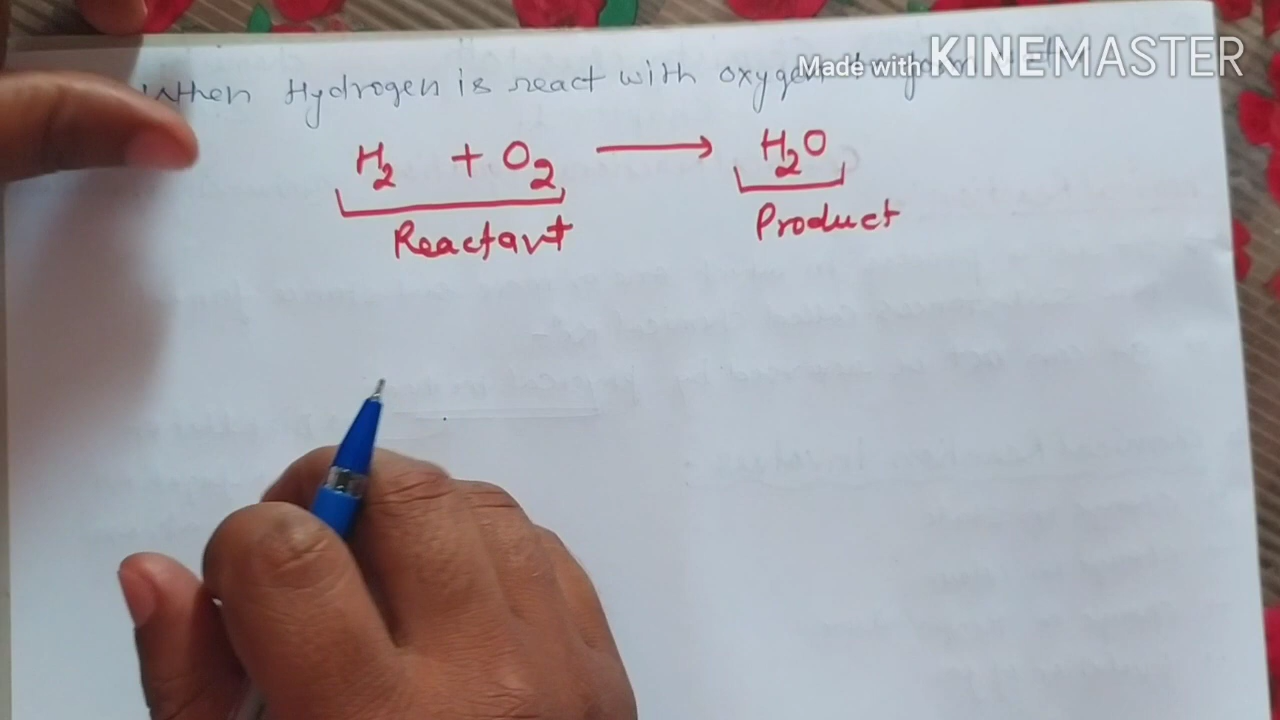 When Hydrogen is react with oxygen
Made with KINEMASTER
H2 + O2 ⟶ H2O
Reactant Product